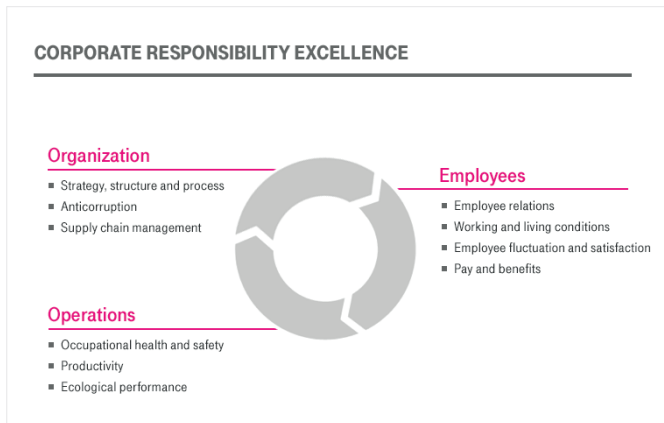 CORPORATE RESPONSIBILITY EXCELLENCE
Organization
▪ Strategy, structure and process
▪ Anticorruption
▪ Supply chain management
Employees
▪ Employee relations
▪ Working and living conditions
▪ Employee fluctuation and satisfaction
▪ Pay and benefits
Operations
▪ Occupational health and safety
▪ Productivity
▪ Ecological performance